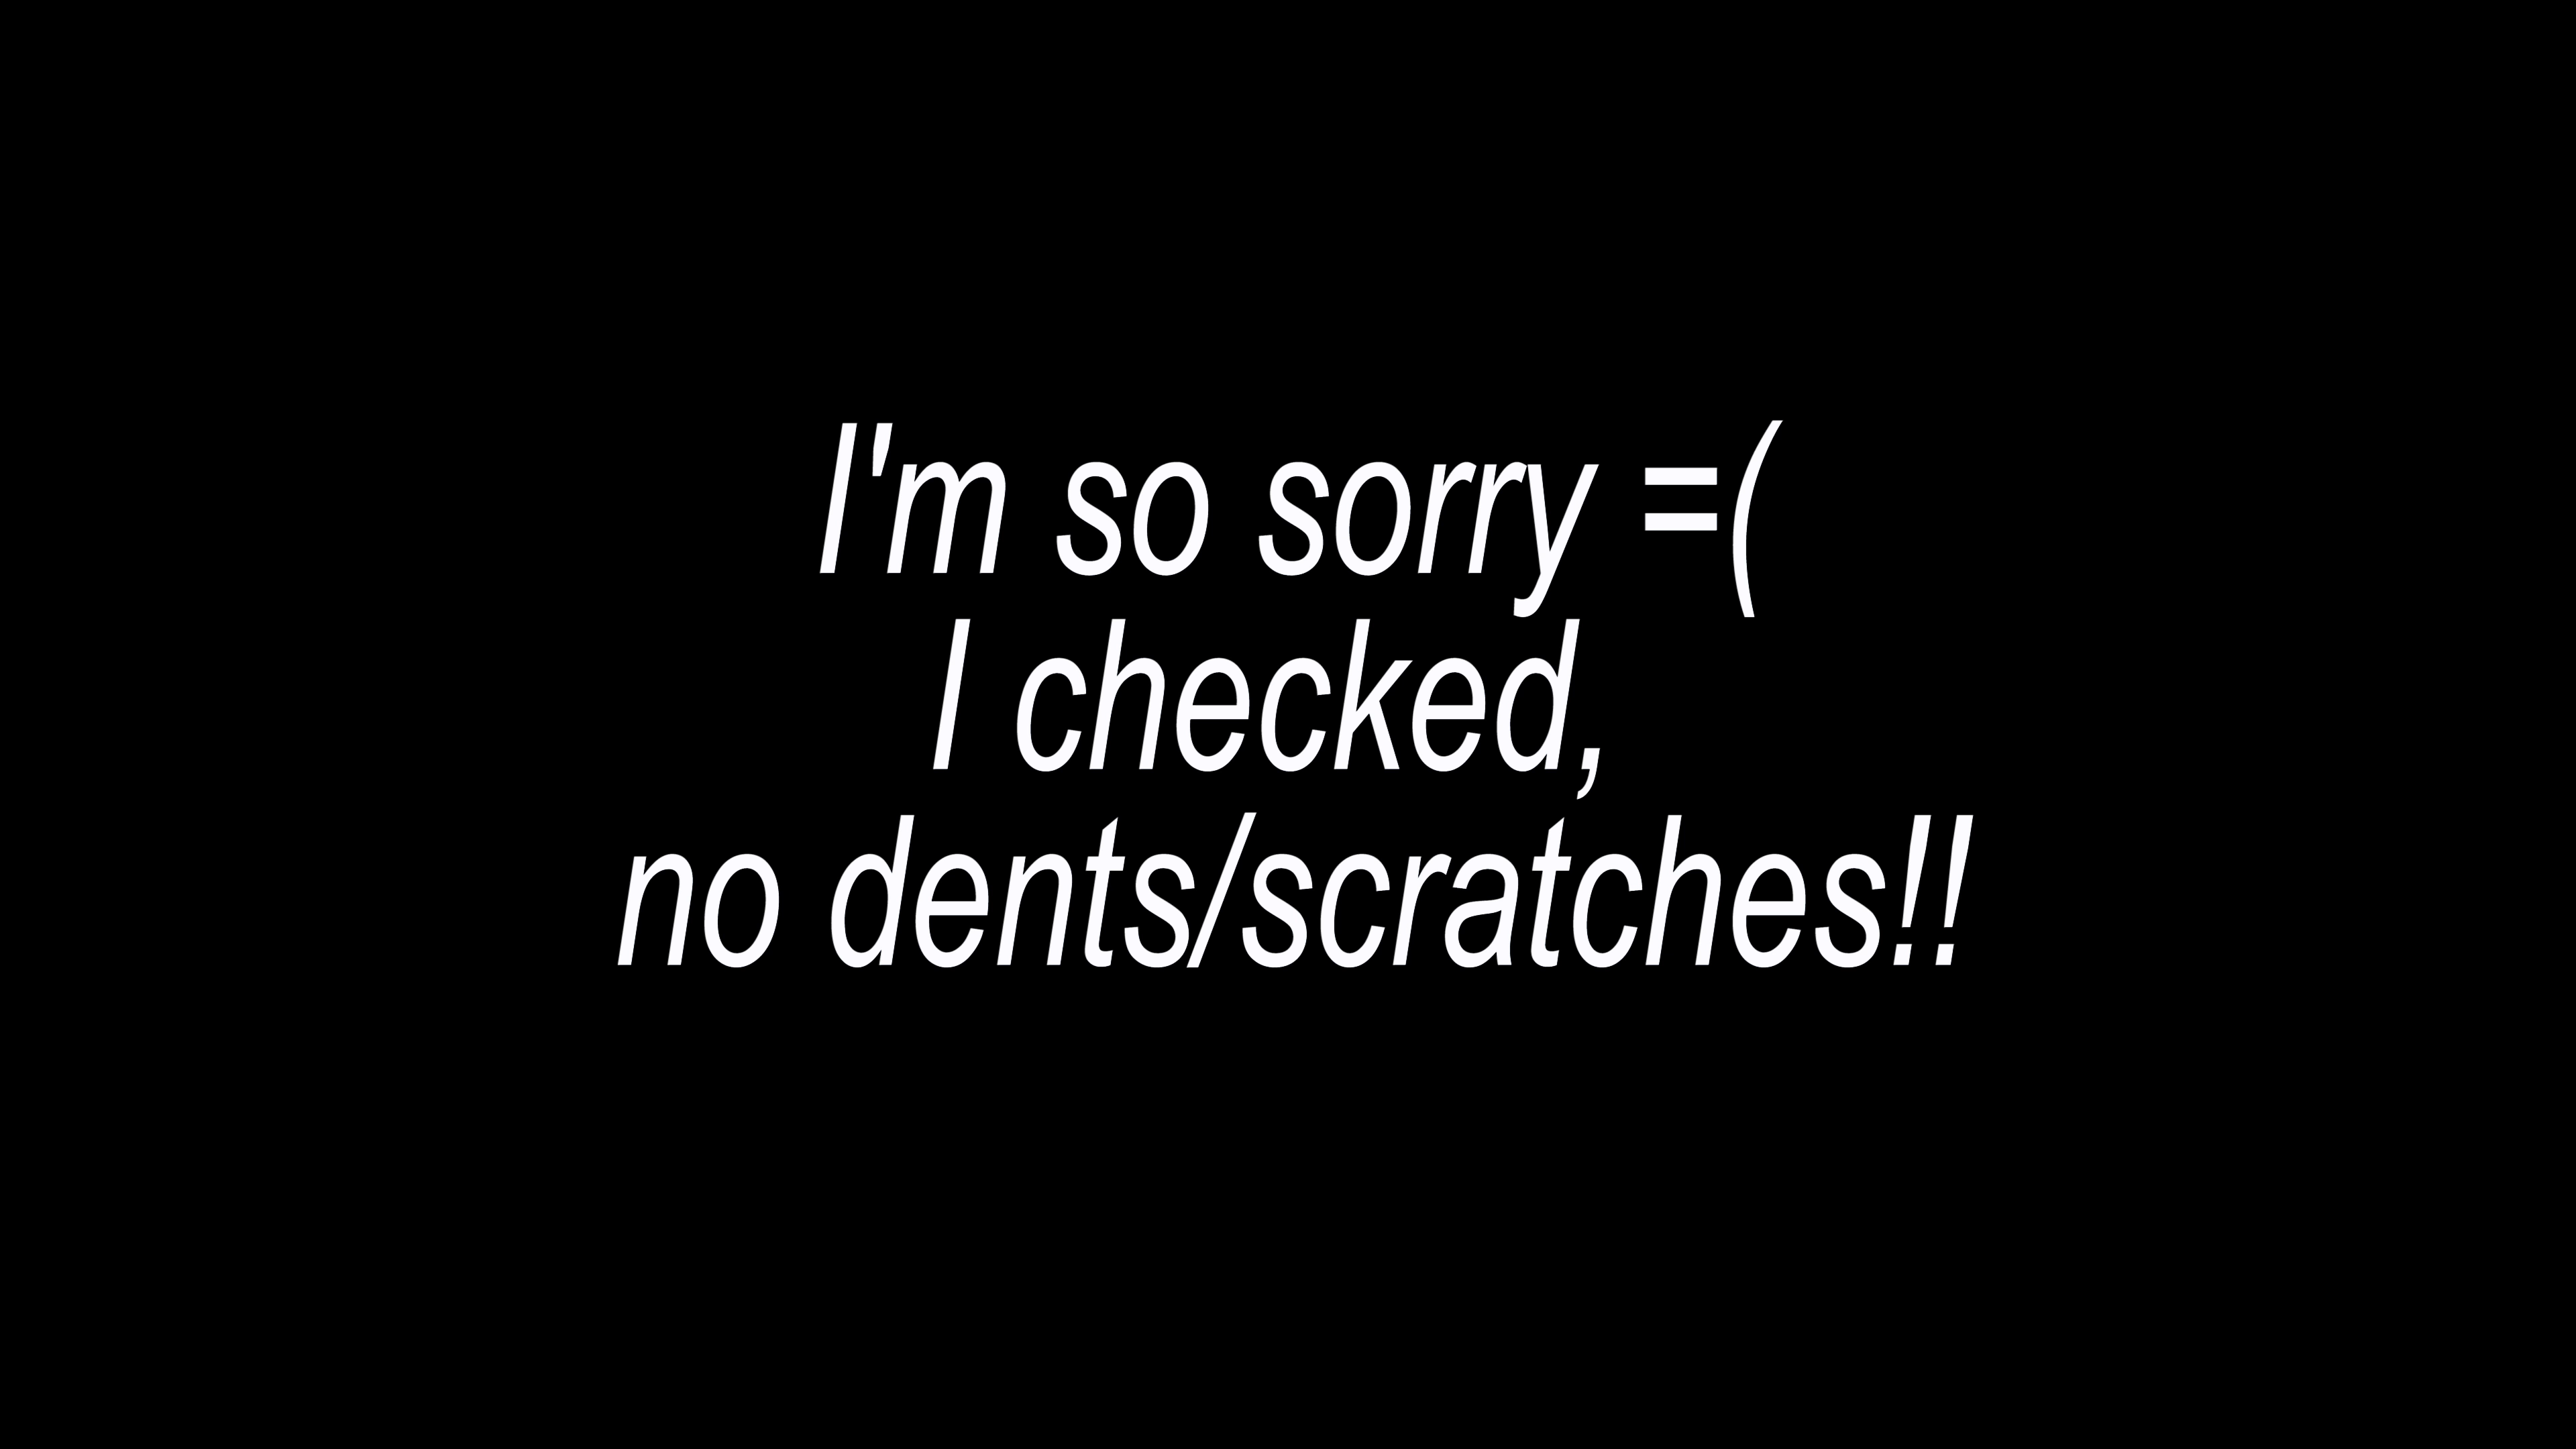 I'm so sorry =(
I checked,
no dents/scratches!!